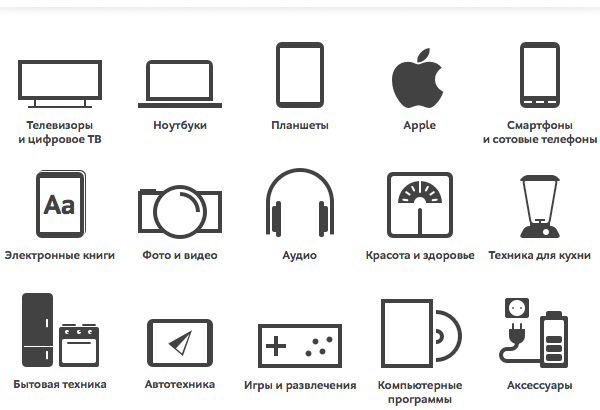 Телевизоры
и цифровое ТВ
Ноутбуки
Планшеты
Apple
Смартфоны
и сотовые телефоны
Aa
Электронные книги
Фото и видео
Аудио
Красота и здоровье
Техника для кухни
Бытовая техника
Автотехника
Игры и развлечения
Компьютерные
программы
Аксессуары